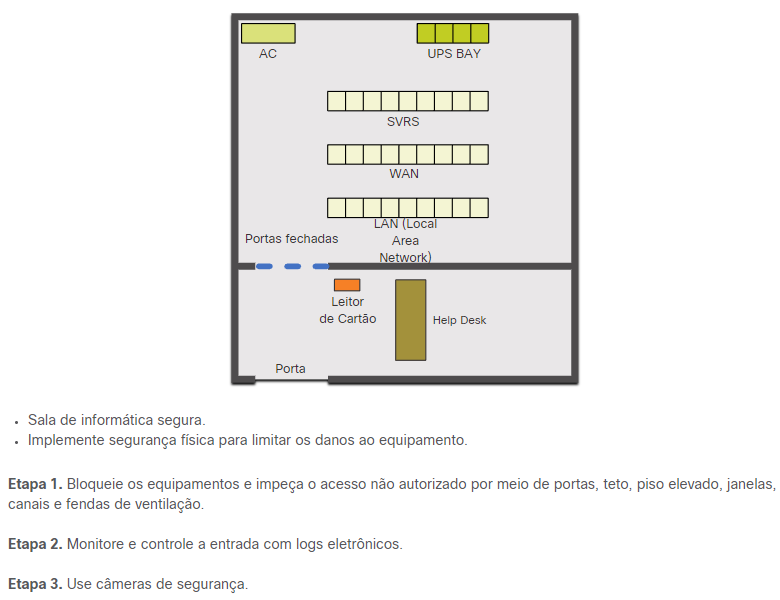 AC
UPS BAY
SVRS
WAN
LAN (Local
Area
Network)
Portas fechadas
Leitor
de Cartão
Help Desk
Porta
• Sala de informática segura.
• Implemente segurança física para limitar os danos ao equipamento.
Etapa 1. Bloqueie os equipamentos e impeça o acesso não autorizado por meio de portas, teto, piso elevado, janelas,
canais e fendas de ventilação.
Etapa 2. Monitore e controle a entrada com logs eletrônicos.
Etapa 3. Use câmeras de segurança.